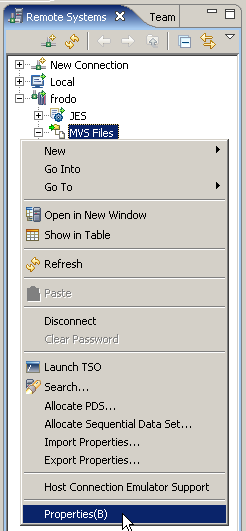 Remote Systems
Team
New Connection
Local
frodo
JES
MVS Files
New
Go Into
Go To
Open in New Window
Show in Table
Refresh
Paste
Disconnect
Clear Password
Launch TSO
Search...
Allocate PDS...
Allocate Sequential Data Set...
Import Properties...
Export Properties...
Host Connection Emulator Support
Properties(B)